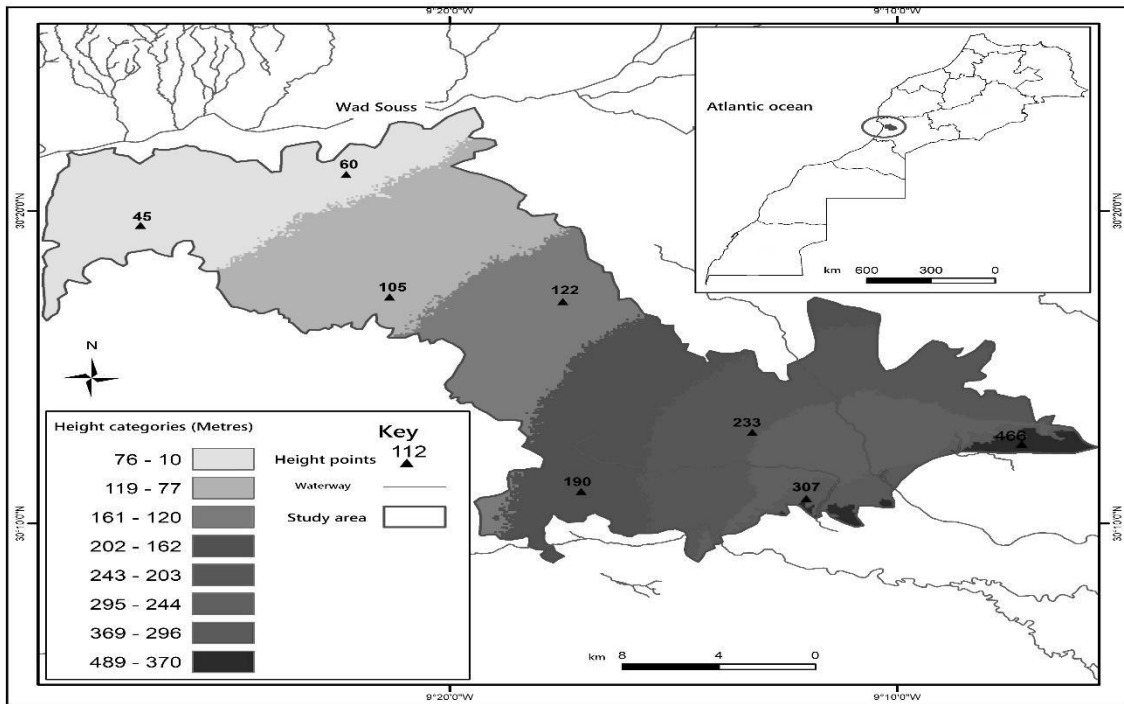 9°20'0"W
9°10'0"W
Wad Souss
Atlantic ocean
60
45
30°20'0"N
30°20'0"N
km 600 300 0
105
122
N
Height categories (Metres)
Key
76 - 10
119 - 77
161 - 120
202 - 162
243 - 203
295 - 244
369 - 296
489 - 370
Height points
112
Waterway
Study area
233
466
190
307
30°10'0"N
30°10'0"N
km 8 4 0
9°20'0"W
9°10'0"W